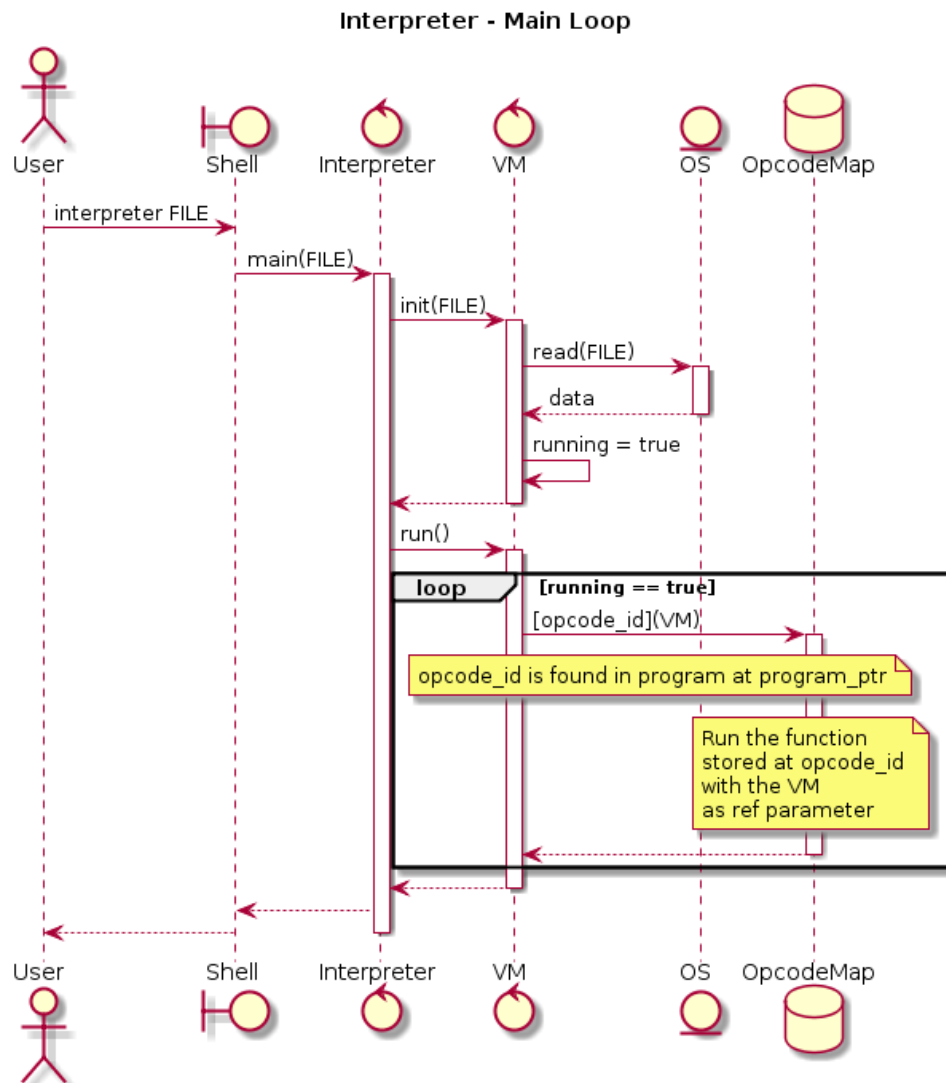 Interpreter - Main Loop
User
Shell
Interpreter
VM
OS
OpcodeMap
interpreter FILE
main(FILE)
init(FILE)
read(FILE)
data
running = true
run()
loop
[running == true]
[opcode_id](VM)
opcode_id is found in program at program_ptr
Run the function
stored at opcode_id
with the VM
as ref parameter
User
Shell
Interpreter
VM
OS
OpcodeMap